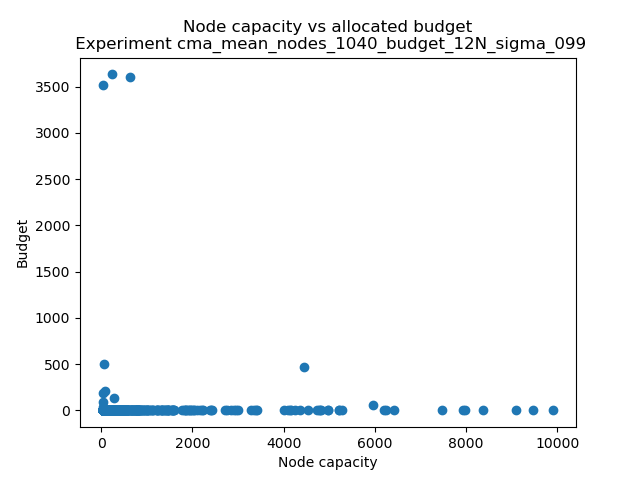 Node capacity vs allocated budget
Experiment cma_mean_nodes_1040_budget_12N_sigma_099
3500
3000
2500
2000
1500
1000
500
0
Budget
0 2000 4000 6000 8000 10000
Node capacity